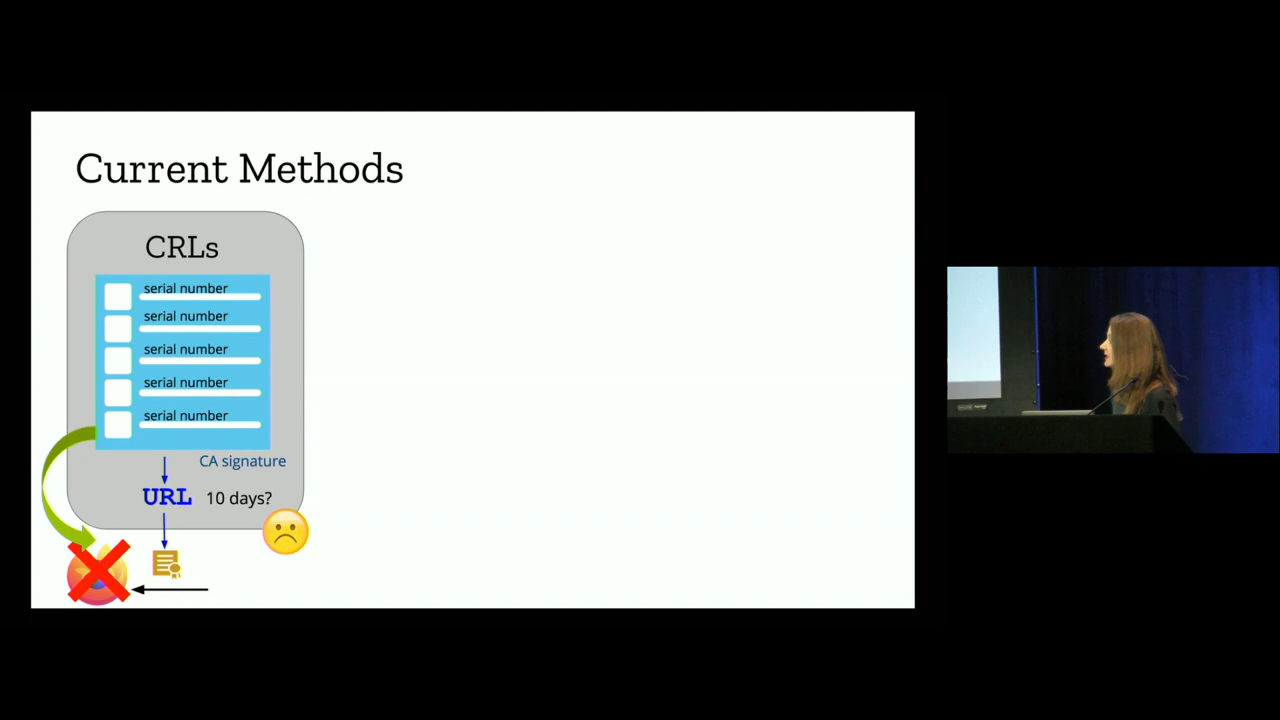 Current Methods
CRLs
serial number
serial number
serial number
serial number
serial number
CA signature
URL 10 days?